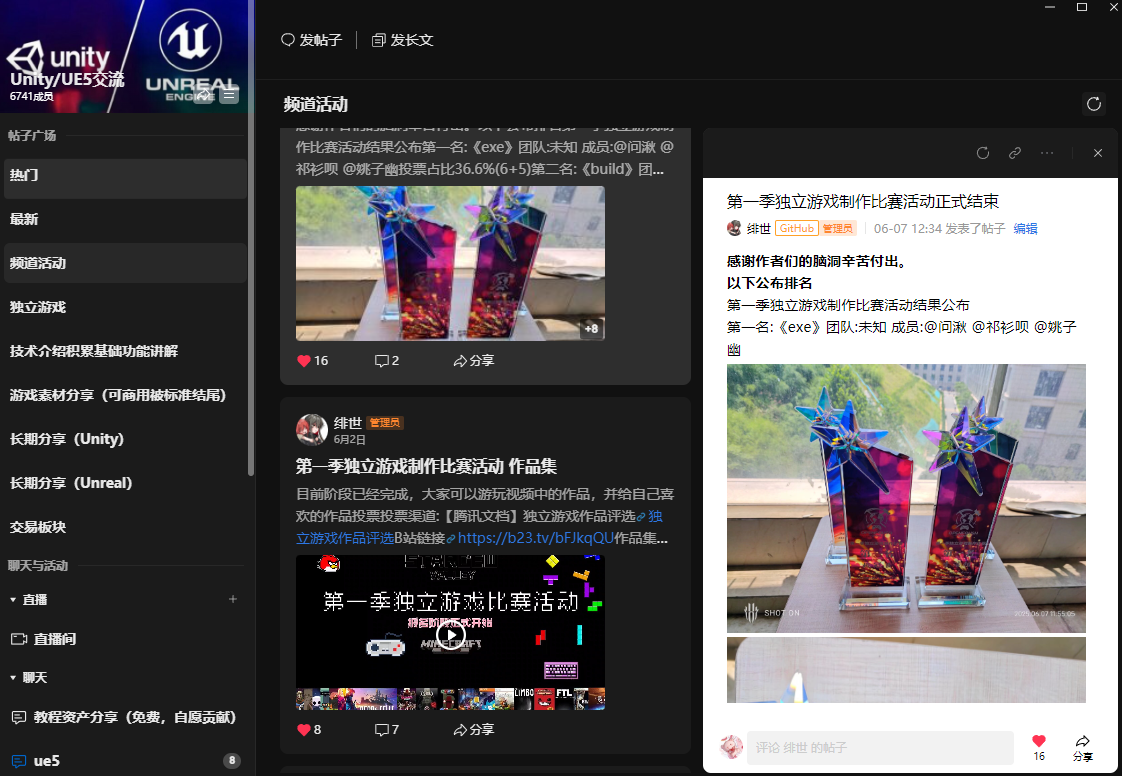 unity
UNREAL
ENGINE
Unity/UE5交流
6741成员
帖子广场
热门
最新
频道活动
独立游戏
技术介绍积累基础功能讲解
游戏素材分享（可商用被标准结尾）
长期分享（Unity)
长期分享（Unreal)
交易板块
聊天与活动
直播
直播间
聊天
教程资产分享（免费，自愿贡献）
ue5
8
发帖子
发长文
频道活动
作比赛活动结果公布第一名:《exe》团队:未知 成员:@问湫 @
祁衫呗 @姚子幽投票占比36.6%(6+5)第二名:《build》团...
+8
16
2
分享
绯世 管理员
6月2日
第一季独立游戏制作比赛活动 作品集
目前阶段已经完成，大家可以游玩视频中的作品，并给自己喜
欢的作品投票投票渠道:【腾讯文档】独立游戏作品评选独
立游戏作品评选B站链接https://b23.tv/bFJkqQU作品集...
第一季独立游戏比赛活动
MINECRAFT
LIMBO
FTL
8
7
分享
第一季独立游戏制作比赛活动正式结束
绯世 GitHub 管理员 06-07 12:34 发表了帖子 编辑
感谢作者们的脑洞辛苦付出。
以下公布排名
第一季独立游戏制作比赛活动结果公布
第一名:《exe》团队:未知 成员:@问湫 @祁衫呗 @姚子
幽
SHOT ON
2025.06.07 11:55:05
评论 绯世 的帖子
16
分享